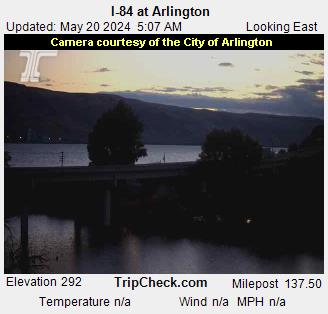 I-84 at Arlington
Updated: May 20 2024 5:07 AM Looking East
Camera courtesy of the City of Arlington
Elevation 292 TripCheck.com Milepost 137.50
Temperature n/a Wind n/a MPH n/a